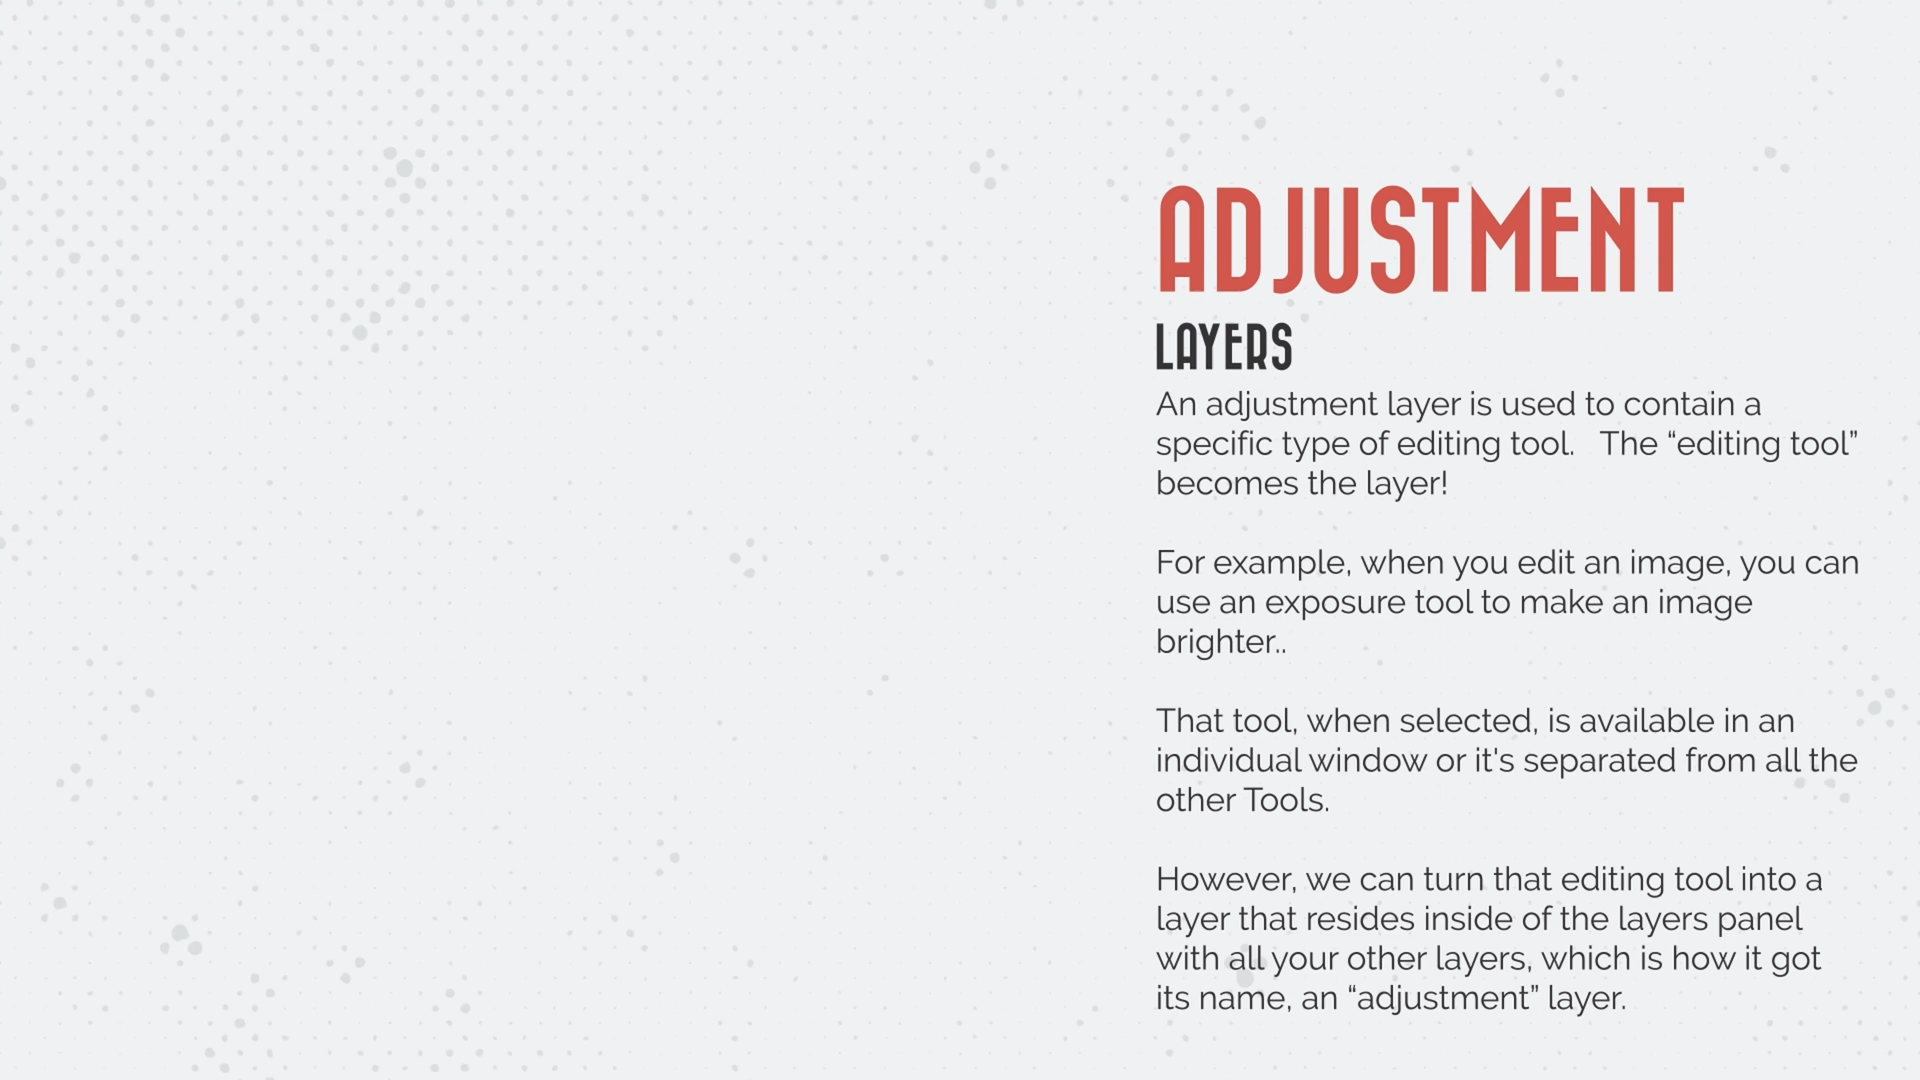 ADJUSTMENT
LAYERS
An adjustment layer is used to contain a
specific type of editing tool.   The “editing tool”
becomes the layer!
For example, when you edit an image, you can
use an exposure tool to make an image
brighter..
That tool, when selected, is available in an
individual window or it's separated from all the
other Tools.
However, we can turn that editing tool into a
layer that resides inside of the layers panel
with all your other layers, which is how it got
its name, an “adjustment” layer.